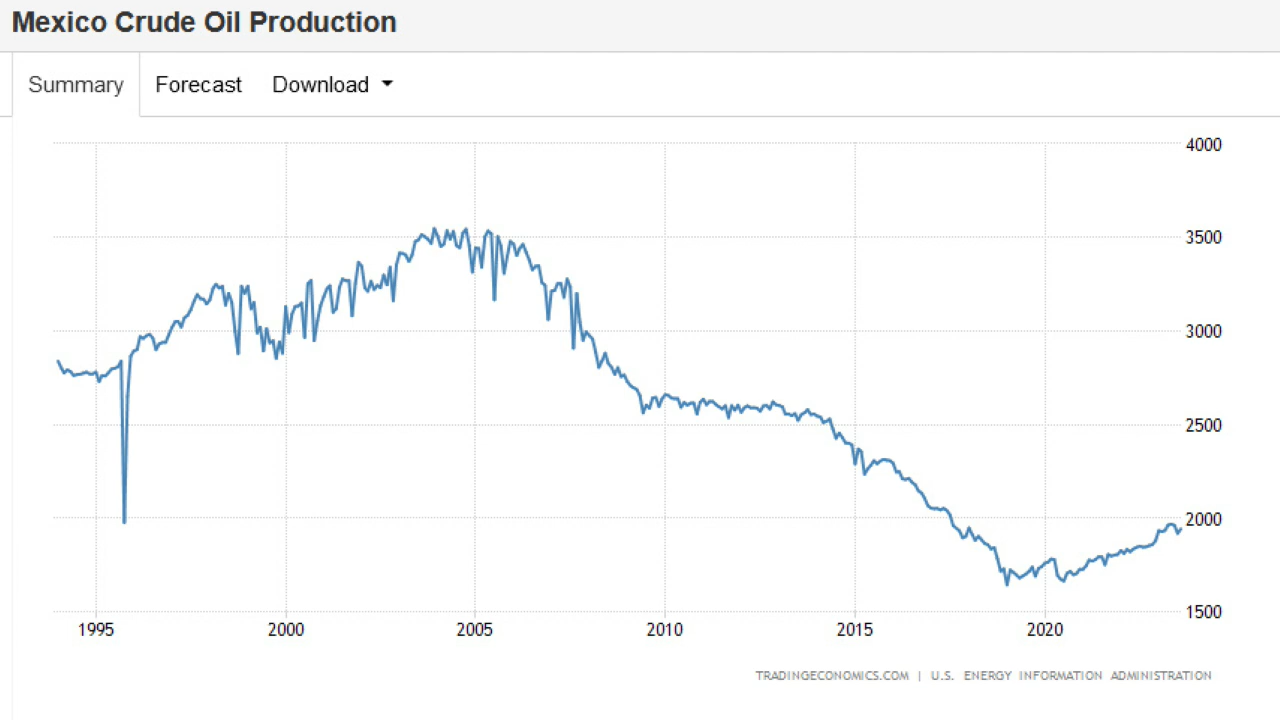 Mexico Crude Oil Production
Summary Forecast Download
4000
3500
3000
2500
2000
1500
1995 2000 2005 2010 2015 2020
TRADINGECONOMICS.COM | U.S. ENERGY INFORMATION ADMINISTRATION